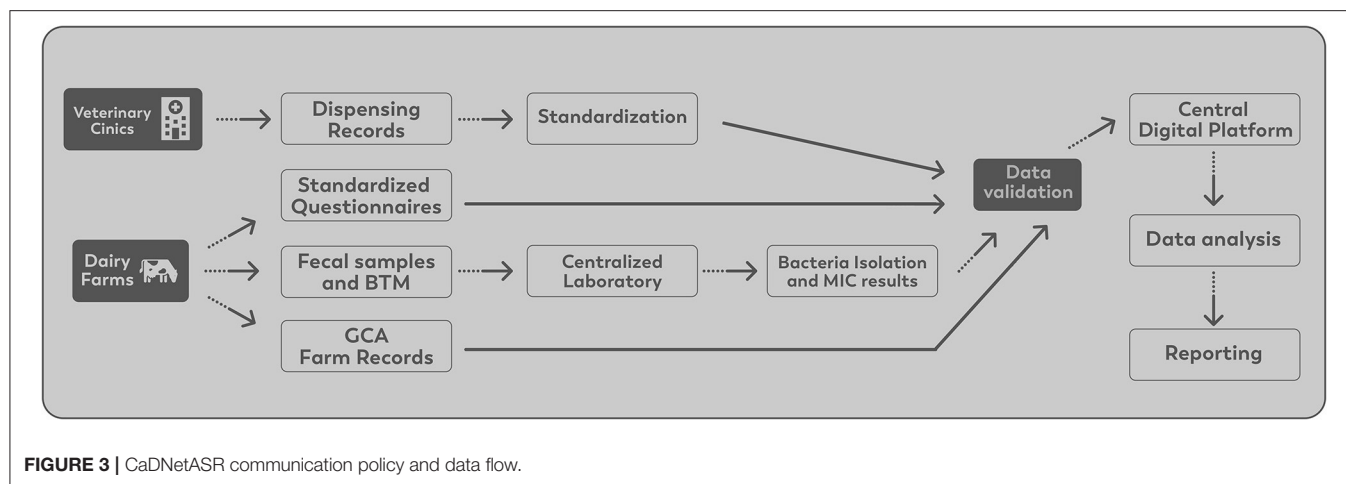 Veterinary
Cinics
Dispensing
Records
Standardization
Standardized
Questionnaires
Dairy
Farms
Fecal samples
and BTM
Centralized
Laboratory
Bacteria Isolation
and MIC results
GCA
Farm Records
Data
validation
Central
Digital Platform
Data analysis
Reporting
FIGURE 3 | CaDNetASR communication policy and data flow.